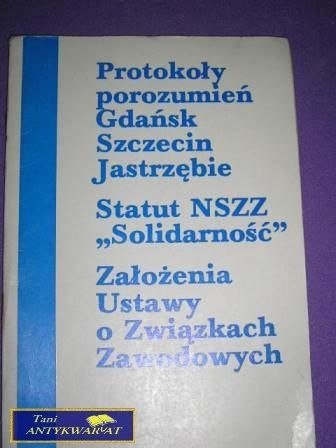 Protokoły
porozumień
Gdańsk
Szczecin
Jastrzębie
Statut NSZZ
„Solidarność”
Założenia
Ustawy
o Związkach
Zawodowych
Tani
ANTYKWARIAT